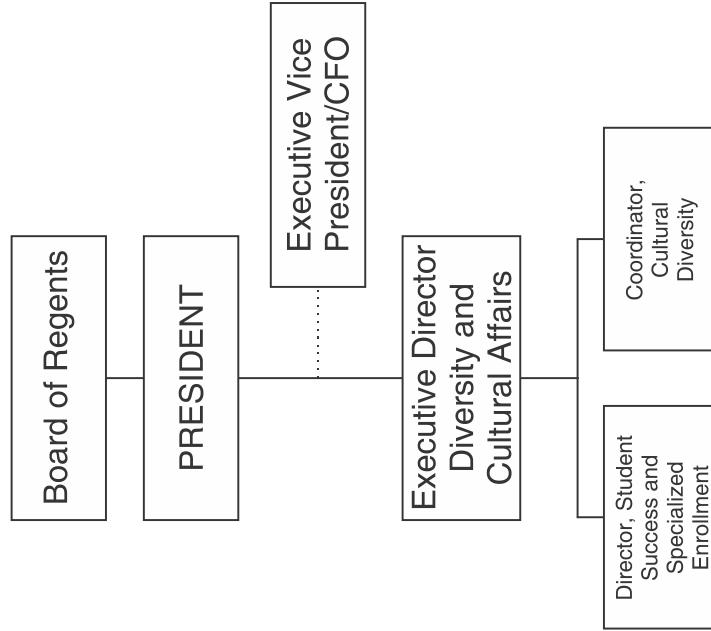 Board of Regents
PRESIDENT
Executive Vice
President/CFO
Executive Director
Diversity and
Cultural Affairs
Director, Student
Success and
Specialized
Enrollment
Coordinator,
Cultural
Diversity